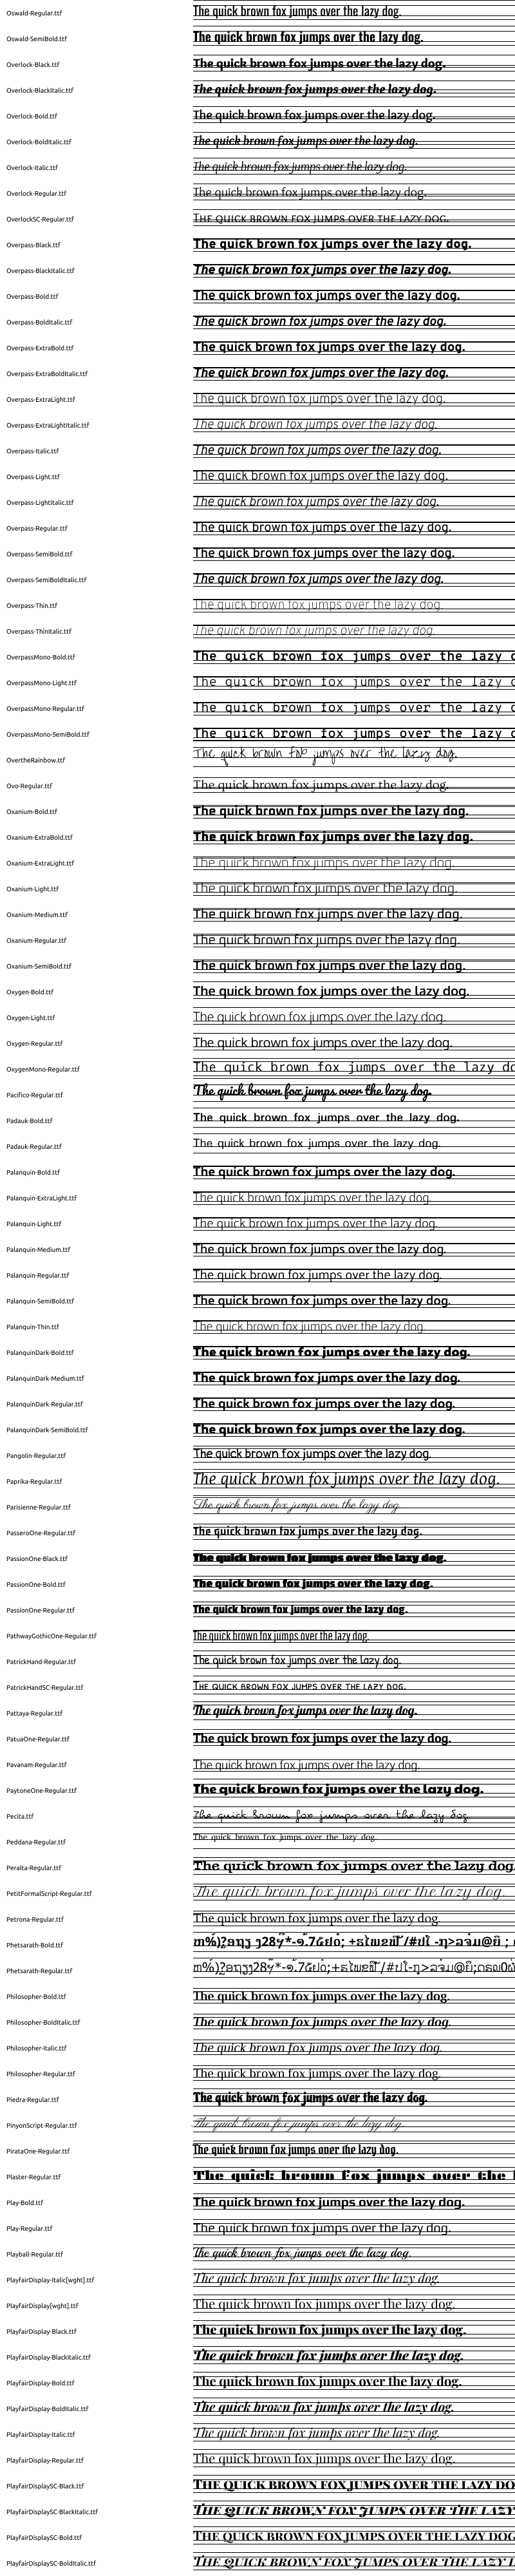 Oswald-Regular.ttf The quick brown fox jumps over the lazy dog.
Oswald-SemiBold.ttf The quick brown fox jumps over the lazy dog.
Overlock-Black.ttf The quick brown fox jumps over the lazy dog.
Overlock-BlackItalic.ttf The quick brown fox jumps over the lazy dog.
Overlock-Bold.ttf The quick brown fox jumps over the lazy dog.
Overlock-BoldItalic.ttf The quick brown fox jumps over the lazy dog.
Overlock-Italic.ttf The quick brown fox jumps over the lazy dog.
Overlock-Regular.ttf The quick brown fox jumps over the lazy dog.
OverlockSC-Regular.ttf THE QUICK BROWN FOX JUMPS OVER THE LAZY DOG.
Overpass-Black.ttf The quick brown fox jumps over the lazy dog.
Overpass-BlackItalic.ttf The quick brown fox jumps over the lazy dog.
Overpass-Bold.ttf The quick brown fox jumps over the lazy dog.
Overpass-BoldItalic.ttf The quick brown fox jumps over the lazy dog.
Overpass-ExtraBold.ttf The quick brown fox jumps over the lazy dog.
Overpass-ExtraBoldItalic.ttf The quick brown fox jumps over the lazy dog.
Overpass-ExtraLight.ttf The quick brown fox jumps over the lazy dog.
Overpass-ExtraLightItalic.ttf The quick brown fox jumps over the lazy dog.
Overpass-Italic.ttf The quick brown fox jumps over the lazy dog.
Overpass-Light.ttf The quick brown fox jumps over the lazy dog.
Overpass-LightItalic.ttf The quick brown fox jumps over the lazy dog.
Overpass-Regular.ttf The quick brown fox jumps over the lazy dog.
Overpass-SemiBold.ttf The quick brown fox jumps over the lazy dog.
Overpass-SemiBoldItalic.ttf The quick brown fox jumps over the lazy dog.
Overpass-Thin.ttf The quick brown fox jumps over the lazy dog.
Overpass-ThinItalic.ttf The quick brown fox jumps over the lazy dog.
OverpassMono-Bold.ttf The quick brown fox jumps over the lazy
OverpassMono-Light.ttf The quick brown fox jumps over the lazy
OverpassMono-Regular.ttf The quick brown fox jumps over the lazy
OverpassMono-SemiBold.ttf The quick brown fox jumps over the lazy
OvertheRainbow.ttf The quick brown fox jumps over the lazy dog.
Ovo-Regular.ttf The quick brown fox jumps over the lazy dog.
Oxanium-Bold.ttf The quick brown fox jumps over the lazy dog.
Oxanium-ExtraBold.ttf The quick brown fox jumps over the lazy dog.
Oxanium-ExtraLight.ttf The quick brown fox jumps over the lazy dog.
Oxanium-Light.ttf The quick brown fox jumps over the lazy dog.
Oxanium-Medium.ttf The quick brown fox jumps over the lazy dog.
Oxanium-Regular.ttf The quick brown fox jumps over the lazy dog.
Oxanium-SemiBold.ttf The quick brown fox jumps over the lazy dog.
Oxygen-Bold.ttf The quick brown fox jumps over the lazy dog.
Oxygen-Light.ttf The quick brown fox jumps over the lazy dog.
Oxygen-Regular.ttf The quick brown fox jumps over the lazy dog.
OxygenMono-Regular.ttf The quick brown fox jumps over the lazy do
Pacifico-Regular.ttf The quick brown fox jumps over the lazy dog.
Padauk-Bold.ttf The quick brown fox jumps over the lazy dog.
Padauk-Regular.ttf The quick brown fox jumps over the lazy dog.
Palanquin-Bold.ttf The quick brown fox jumps over the lazy dog.
Palanquin-ExtraLight.ttf The quick brown fox jumps over the lazy dog.
Palanquin-Light.ttf The quick brown fox jumps over the lazy dog.
Palanquin-Medium.ttf The quick brown fox jumps over the lazy dog.
Palanquin-Regular.ttf The quick brown fox jumps over the lazy dog.
Palanquin-SemiBold.ttf The quick brown fox jumps over the lazy dog.
Palanquin-Thin.ttf The quick brown fox jumps over the lazy dog.
PalanquinDark-Bold.ttf The quick brown fox jumps over the lazy dog.
PalanquinDark-Medium.ttf The quick brown fox jumps over the lazy dog.
PalanquinDark-Regular.ttf The quick brown fox jumps over the lazy dog.
PalanquinDark-SemiBold.ttf The quick brown fox jumps over the lazy dog.
Pangolin-Regular.ttf The quick brown fox jumps over the lazy dog.
Paprika-Regular.ttf The quick brown fox jumps over the lazy dog.
Parisienne-Regular.ttf The quick brown fox jumps over the lazy dog.
PasseroOne-Regular.ttf The quick brown fox jumps over the lazy dog.
PassionOne-Black.ttf The quick brown fox jumps over the lazy dog.
PassionOne-Bold.ttf The quick brown fox jumps over the lazy dog.
PassionOne-Regular.ttf The quick brown fox jumps over the lazy dog.
PathwayGothicOne-Regular.ttf The quick brown fox jumps over the lazy dog.
PatrickHand-Regular.ttf The quick brown fox jumps over the lazy dog.
PatrickHandSC-Regular.ttf THE QUICK BROWN FOX JUMPS OVER THE LAZY DOG.
Pattaya-Regular.ttf The quick brown fox jumps over the lazy dog.
PatuaOne-Regular.ttf The quick brown fox jumps over the lazy dog.
Pavanam-Regular.ttf The quick brown fox jumps over the lazy dog.
PaytoneOne-Regular.ttf The quick brown fox jumps over the lazy dog.
Pecita.ttf The quick brown fox jumps over the lazy dog.
Peddana-Regular.ttf The quick brown fox jumps over the lazy dog.
Peralta-Regular.ttf The quick brown fox jumps over the lazy dog
PetitFormalScript-Regular.ttf The quick brown fox jumps over the lazy dog.
Petrona-Regular.ttf The quick brown fox jumps over the lazy dog.
Phetsarath-Bold.ttf
Phetsarath-Regular.ttf
Philosopher-Bold.ttf The quick brown fox jumps over the lazy dog.
Philosopher-BoldItalic.ttf The quick brown fox jumps over the lazy dog.
Philosopher-Italic.ttf The quick brown fox jumps over the lazy dog.
Philosopher-Regular.ttf The quick brown fox jumps over the lazy dog.
Piedra-Regular.ttf The quick brown fox jumps over the lazy dog.
PinyonScript-Regular.ttf The quick brown fox jumps over the lazy dog.
PirataOne-Regular.ttf The quick brown fox jumps over the lazy dog.
Plaster-Regular.ttf The quick brown fox jumps over the
Play-Bold.ttf The quick brown fox jumps over the lazy dog.
Play-Regular.ttf The quick brown fox jumps over the lazy dog.
Playball-Regular.ttf The quick brown fox jumps over the lazy dog.
PlayfairDisplay-Italic[wght].ttf The quick brown fox jumps over the lazy dog.
PlayfairDisplay[wght].ttf The quick brown fox jumps over the lazy dog.
PlayfairDisplay-Black.ttf The quick brown fox jumps over the lazy dog.
PlayfairDisplay-BlackItalic.ttf The quick brown fox jumps over the lazy dog.
PlayfairDisplay-Bold.ttf The quick brown fox jumps over the lazy dog.
PlayfairDisplay-BoldItalic.ttf The quick brown fox jumps over the lazy dog.
PlayfairDisplay-Italic.ttf The quick brown fox jumps over the lazy dog.
PlayfairDisplay-Regular.ttf The quick brown fox jumps over the lazy dog.
PlayfairDisplaySC-Black.ttf THE QUICK BROWN FOX JUMPS OVER THE LAZY DO
PlayfairDisplaySC-BlackItalic.ttf THE QUICK BROWN FOX JUMPS OVER THE LAZY
PlayfairDisplaySC-Bold.ttf THE QUICK BROWN FOX JUMPS OVER THE LAZY DOG
PlayfairDisplaySC-BoldItalic.ttf THE QUICK BROWN FOX JUMPS OVER THE LAZY